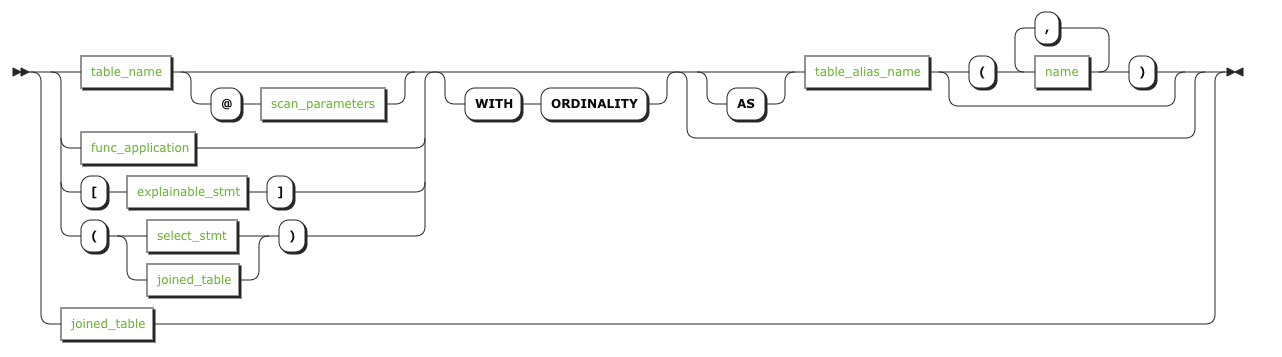 ,
table_name table_alias_name ( name )
@ scan_parameters WITH ORDINALITY AS
func_application
[ explainable_stmt ]
( select_stmt )
joined_table
joined_table